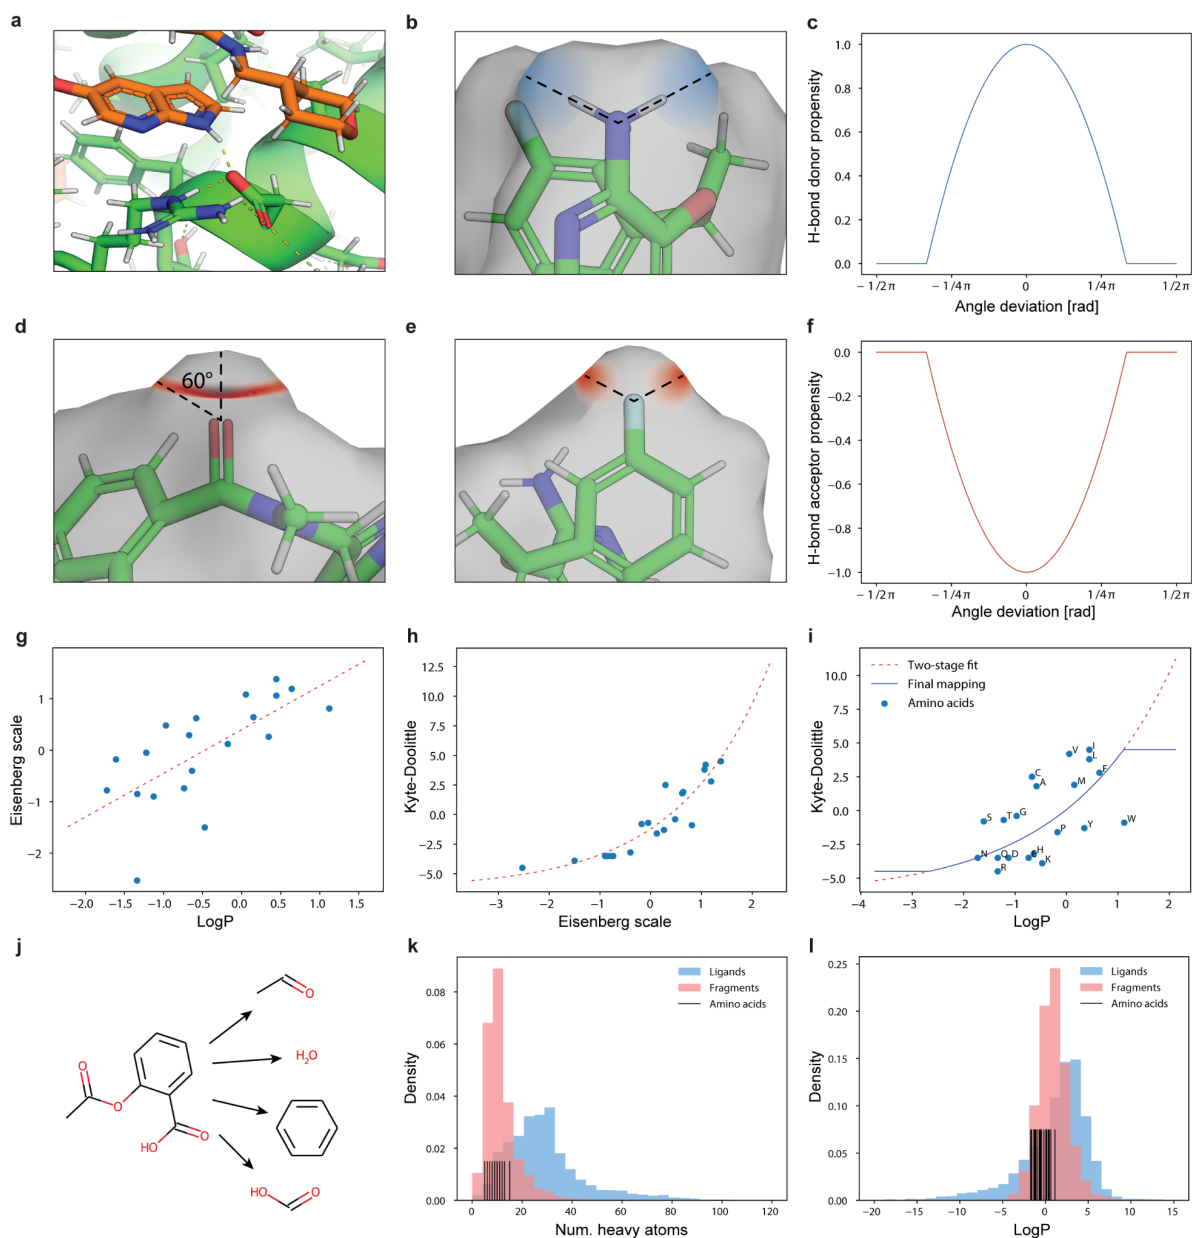 a
b
c
1.0
0.8
0.6
0.4
0.2
0.0
H-bond donor propensity
− 1/2 π
− 1/4 π
0
1/4 π
1/2 π
Angle deviation [rad]
d
60°
e
f
0.0
−0.2
−0.4
−0.6
−0.8
−1.0
H-bond acceptor propensity
− 1/2 π
− 1/4 π
0
1/4 π
1/2 π
Angle deviation [rad]
g
1
0
−1
−2
Eisenberg scale
−2.0
−1.5
−1.0
−0.5
0.0
0.5
1.0
1.5
LogP
h
12.5
10.0
7.5
5.0
2.5
0.0
−2.5
−5.0
Kyte-Doolittle
−3
−2
−1
0
1
2
Eisenberg scale
i
Two-stage fit
Final mapping
Amino acids
10.0
7.5
5.0
2.5
0.0
−2.5
−5.0
Kyte-Doolittle
V
I
L
F
C
A
M
S
T
G
P
Y
W
N
Q
D
E
H
K
R
−4
−3
−2
−1
0
1
2
LogP
j
O
O
O
HO
O
H2O
HO
O
k
Ligands
Fragments
Amino acids
0.08
0.06
0.04
0.02
0.00
Density
0
20
40
60
80
100
120
Num. heavy atoms
l
Ligands
Fragments
Amino acids
0.25
0.20
0.15
0.10
0.05
0.00
Density
−20
−15
−10
−5
0
5
10
15
LogP